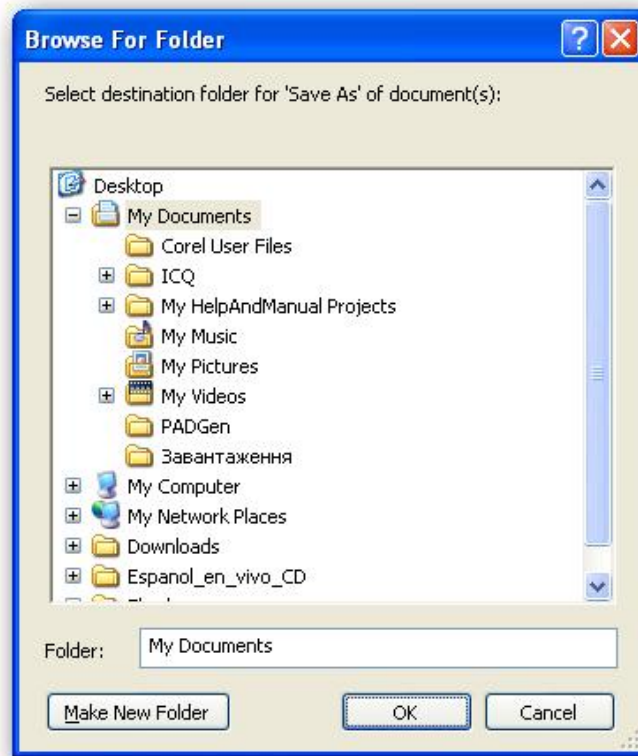 Browse For Folder
Select destination folder for 'Save As' of document(s):
Desktop
My Documents
Corel User Files
ICQ
My HelpAndManual Projects
My Music
My Pictures
My Videos
PADGen
Завантаження
My Computer
My Network Places
Downloads
Espanol_en_vivo_CD
Folder: My Documents
Make New Folder OK Cancel